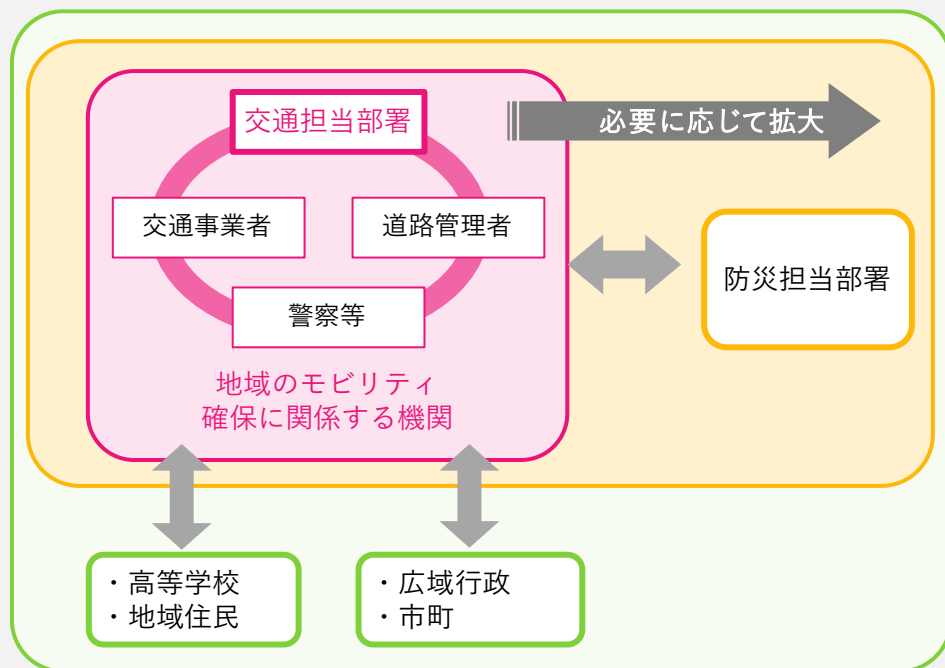 交通担当部署
必要に応じて拡大
交通事業者
道路管理者
防災担当部署
警察等
地域のモビリティ
確保に関係する機関
・高等学校
・地域住民
・広域行政
・市町